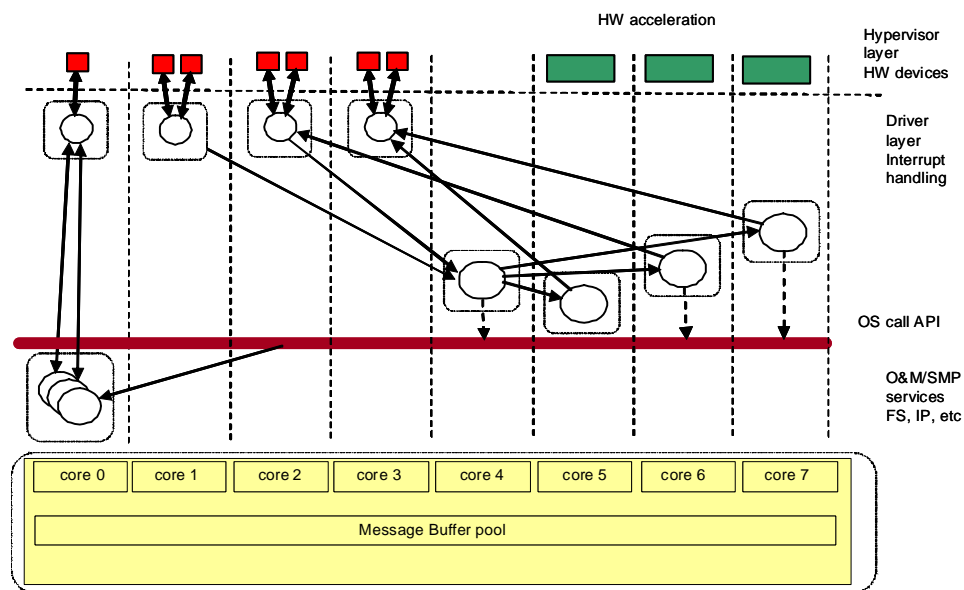 HW acceleration
Hypervisor
layer
HW devices
Driver
layer
Interrupt
handling
OS call API
O&M/SMP
services
FS, IP, etc
core 0
core 1
core 2
core 3
core 4
core 5
core 6
core 7
Message Buffer pool